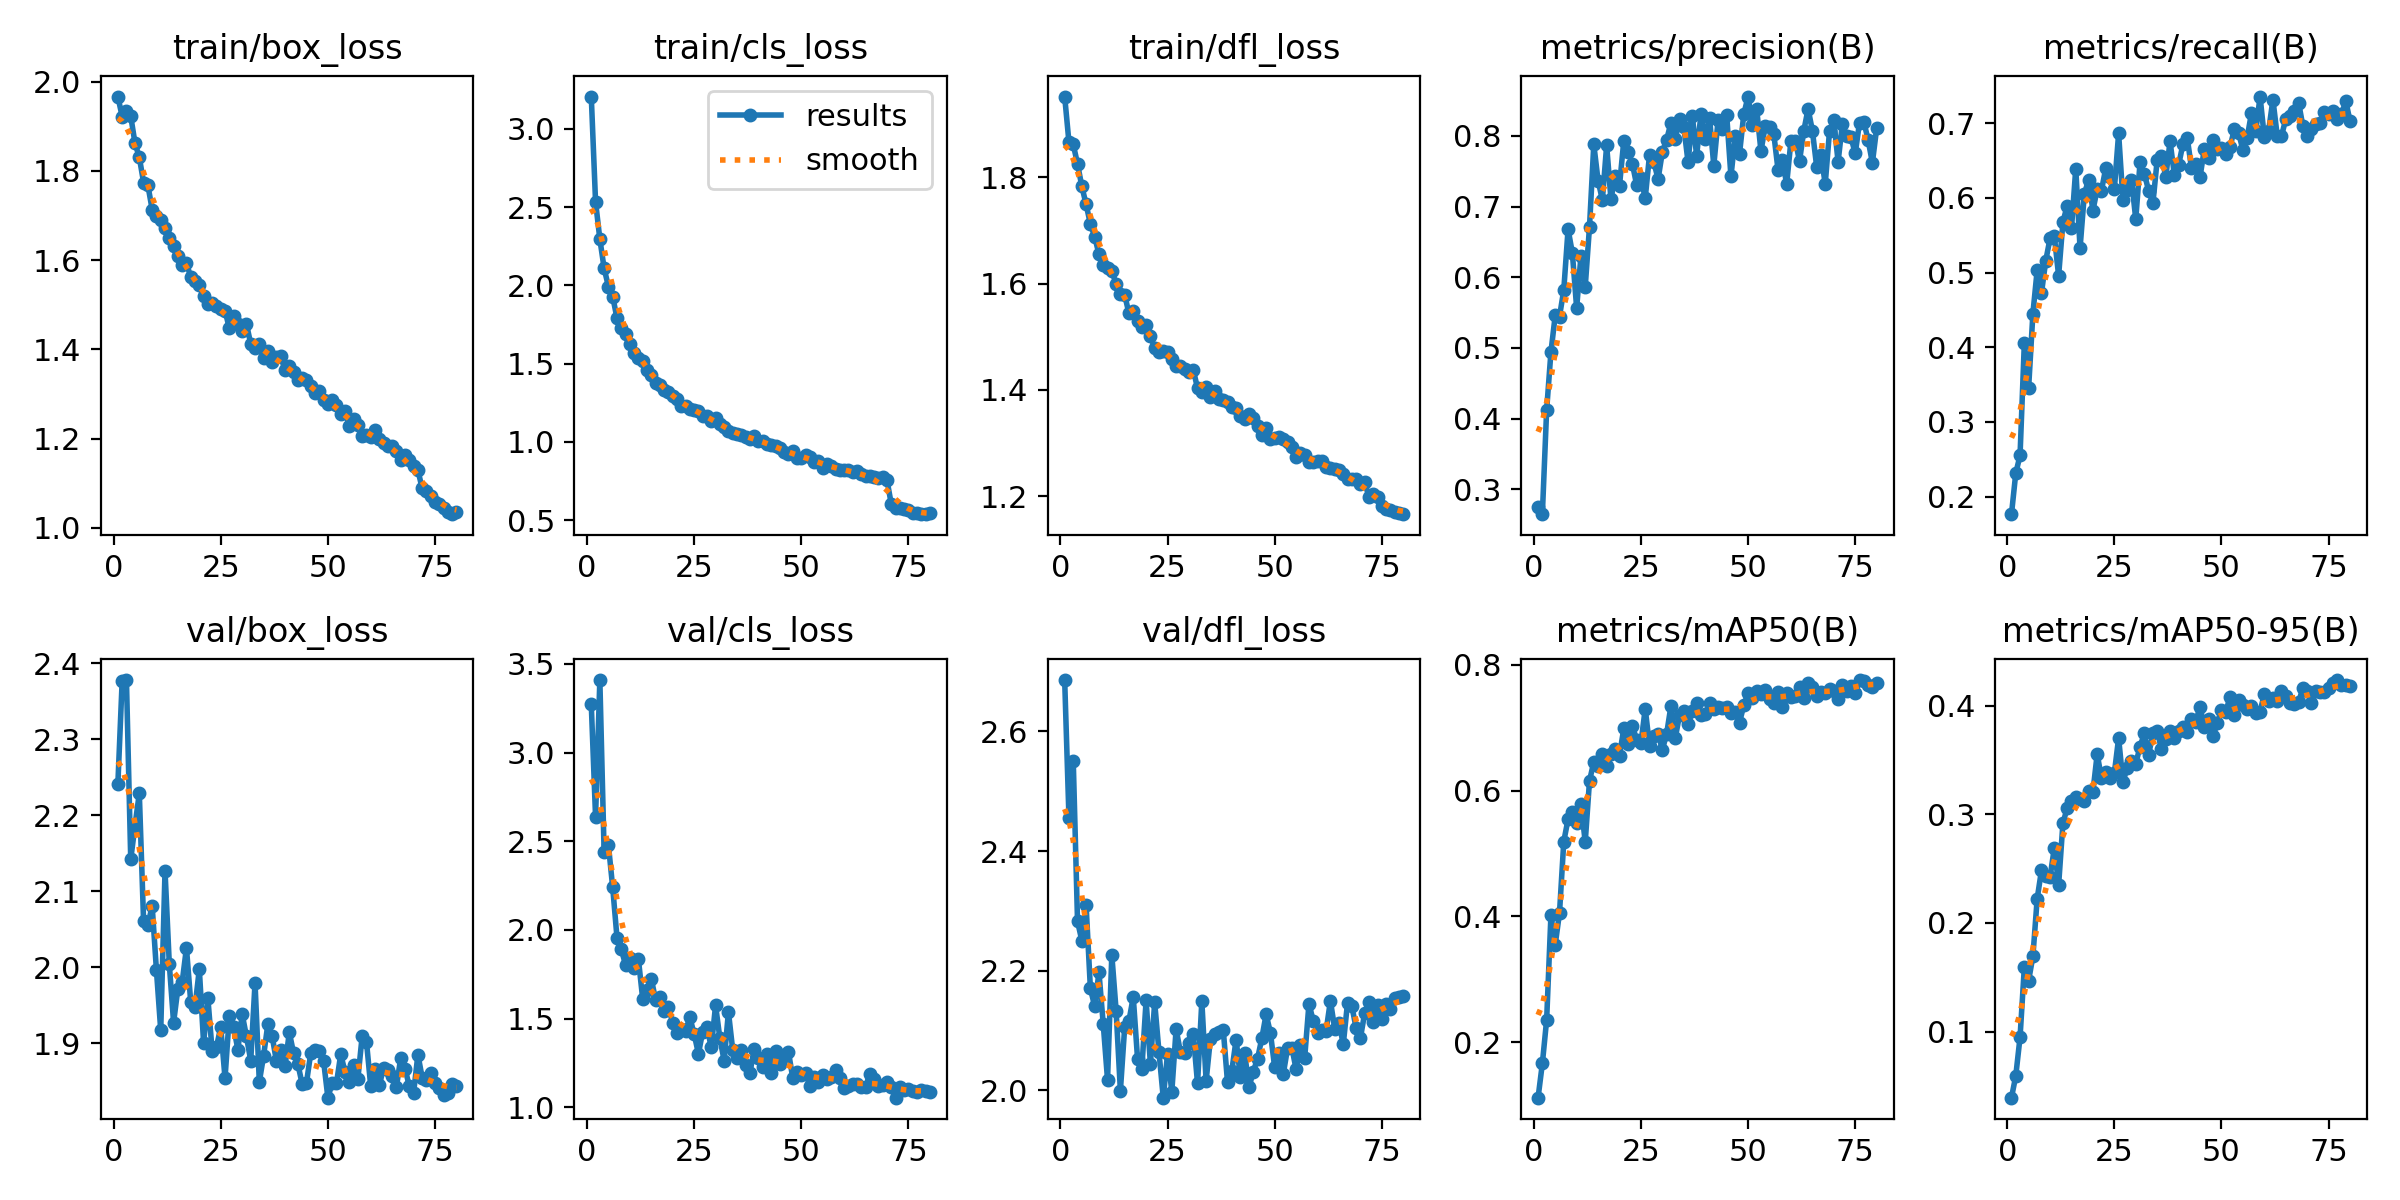 train/box_loss
2.0
1.8
1.6
1.4
1.2
1.0
0 25 50 75
train/cls_loss
results
smooth
3.0
2.5
2.0
1.5
1.0
0.5
0 25 50 75
train/dfl_loss
1.8
1.6
1.4
1.2
0 25 50 75
metrics/precision(B)
0.8
0.7
0.6
0.5
0.4
0.3
0 25 50 75
metrics/recall(B)
0.7
0.6
0.5
0.4
0.3
0.2
0 25 50 75
val/box_loss
2.4
2.3
2.2
2.1
2.0
1.9
0 25 50 75
val/cls_loss
3.5
3.0
2.5
2.0
1.5
1.0
0 25 50 75
val/dfl_loss
2.6
2.4
2.2
2.0
0 25 50 75
metrics/mAP50(B)
0.8
0.6
0.4
0.2
0 25 50 75
metrics/mAP50-95(B)
0.4
0.3
0.2
0.1
0 25 50 75